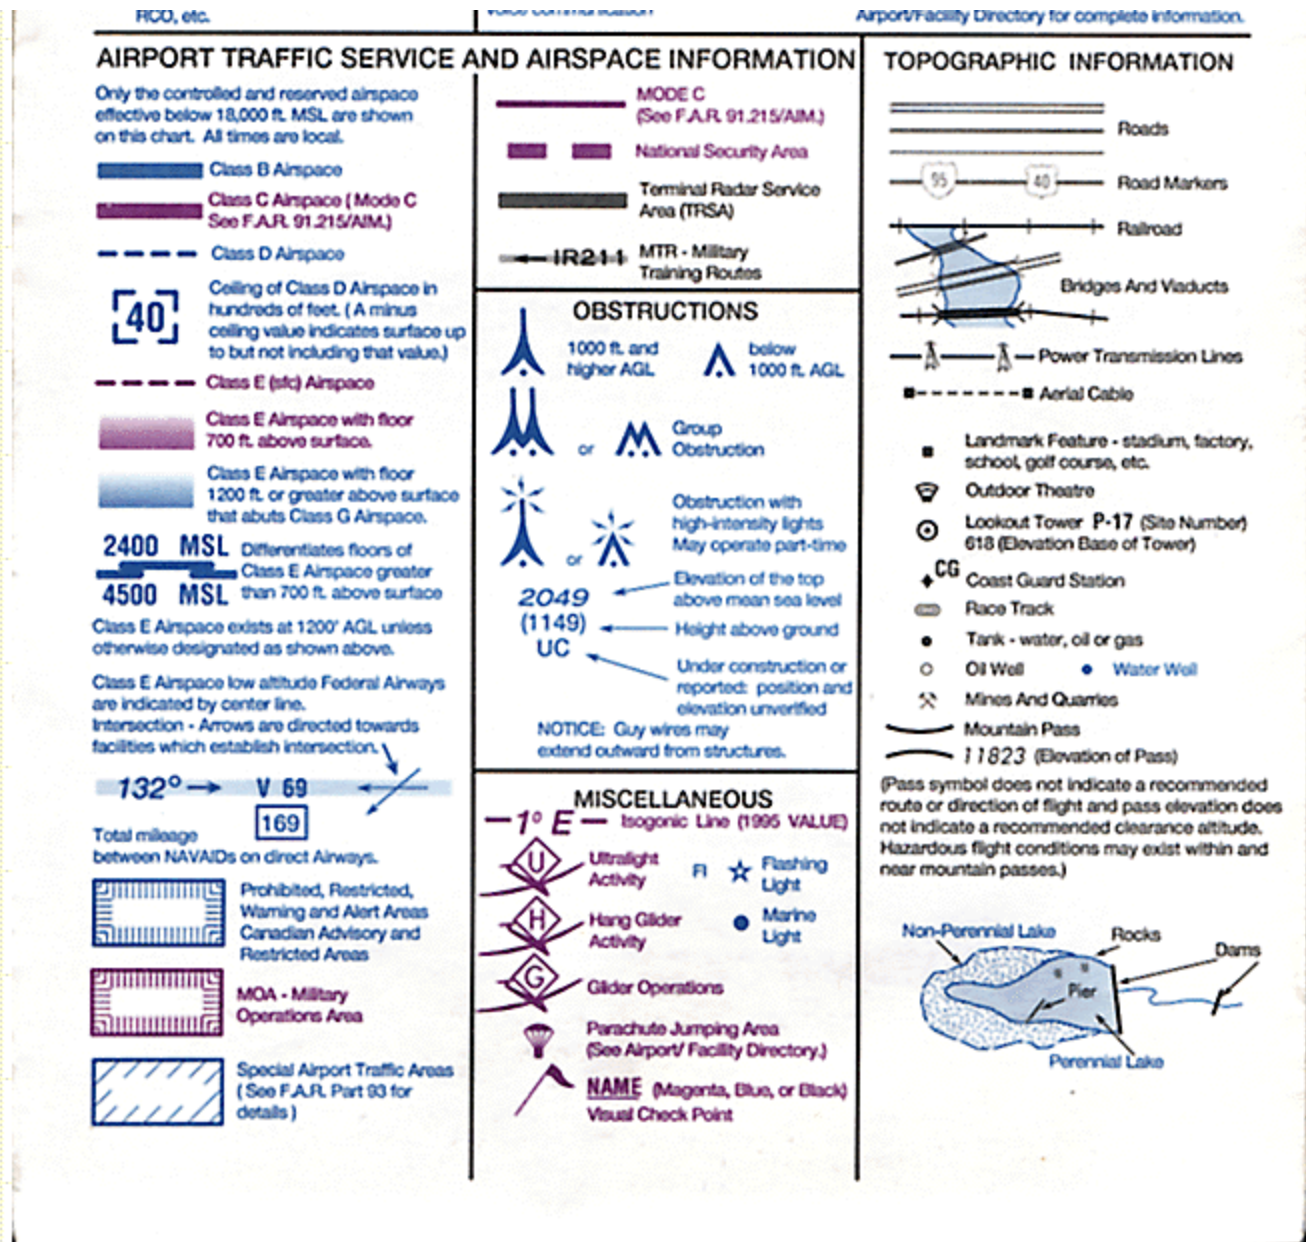 RCO, etc.
voice communication
Airport/Facility Directory for complete information.
AIRPORT TRAFFIC SERVICE AND AIRSPACE INFORMATION
Only the controlled and reserved airspace
effective below 18,000 ft. MSL are shown
on this chart. All times are local.
Class B Airspace
Class C Airspace ( Mode C
See F.A.R. 91.215/AIM.)
Class D Airspace
40
Ceiling of Class D Airspace in
hundreds of feet. ( A minus
ceiling value indicates surface up
to but not including that value.)
Class E (sfc) Airspace
Class E Airspace with floor
700 ft. above surface.
Class E Airspace with floor
1200 ft. or greater above surface
that abuts Class G Airspace.
2400 MSL
4500 MSL
Differentiates floors of
Class E Airspace greater
than 700 ft. above surface
Class E Airspace exists at 1200' AGL unless
otherwise designated as shown above.
Class E Airspace low altitude Federal Airways
are indicated by center line.
Intersection - Arrows are directed towards
facilities which establish intersection.
132° V 69
169
Total mileage
between NAVAIDs on direct Airways.
Prohibited, Restricted,
Warning and Alert Areas
Canadian Advisory and
Restricted Areas
MOA - Military
Operations Area
Special Airport Traffic Areas
( See F.A.R. Part 93 for
details )
MODE C
(See F.A.R. 91.215/AIM.)
National Security Area
Terminal Radar Service
Area (TRSA)
IR211
MTR - Military
Training Routes
OBSTRUCTIONS
1000 ft. and
higher AGL
below
1000 ft. AGL
or
Group
Obstruction
or
Obstruction with
high-intensity lights
May operate part-time
2049
(1149)
UC
Elevation of the top
above mean sea level
Height above ground
Under construction or
reported: position and
elevation unverified
NOTICE: Guy wires may
extend outward from structures.
MISCELLANEOUS
1° E
Isogonic Line (1995 VALUE)
U
Ultralight
Activity
Fl
Flashing
Light
H
Hang Glider
Activity
Marine
Light
G
Glider Operations
Parachute Jumping Area
(See Airport/ Facility Directory.)
NAME (Magenta, Blue, or Black)
Visual Check Point
TOPOGRAPHIC INFORMATION
Roads
95 40
Road Markers
Railroad
Bridges And Viaducts
Power Transmission Lines
Aerial Cable
Landmark Feature - stadium, factory,
school, golf course, etc.
Outdoor Theatre
Lookout Tower P-17 (Site Number)
618 (Elevation Base of Tower)
CG
Coast Guard Station
Race Track
Tank - water, oil or gas
Oil Well
Water Well
Mines And Quarries
Mountain Pass
11823 (Elevation of Pass)
(Pass symbol does not indicate a recommended
route or direction of flight and pass elevation does
not indicate a recommended clearance altitude.
Hazardous flight conditions may exist within and
near mountain passes.)
Non-Perennial Lake
Rocks
Dams
Pier
Perennial Lake